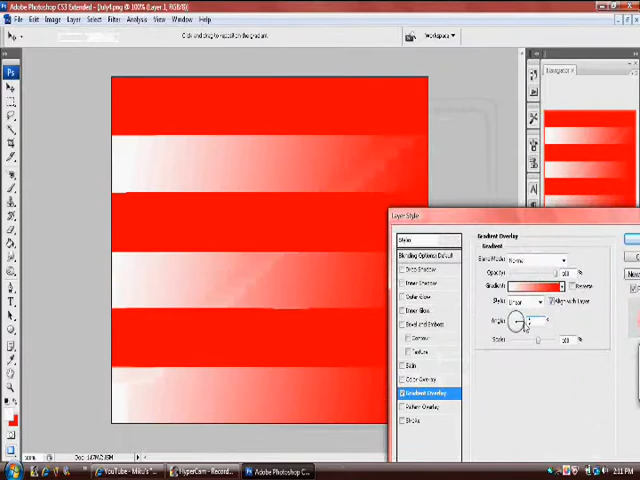 Adobe Photoshop CS3 Extended - [july4.png @ 100% (Layer 1, RGB/8)]
File Edit Image Layer Select Filter Analysis View Window Help
Click and drag to reposition the gradient.
Workspace ▾
Navigator
Layer Style
Styles
Blending Options: Default
Drop Shadow
Inner Shadow
Outer Glow
Inner Glow
Bevel and Emboss
Contour
Texture
Satin
Color Overlay
Gradient Overlay
Pattern Overlay
Stroke
Gradient Overlay
Gradient
Blend Mode: Normal
Opacity: 100 %
Gradient: Reverse
Style: Linear Align with Layer
Angle:
Scale: 100 %
100%
YouTube - Miku's "...
HyperCam - Record...
Adobe Photoshop C...
2:11 PM